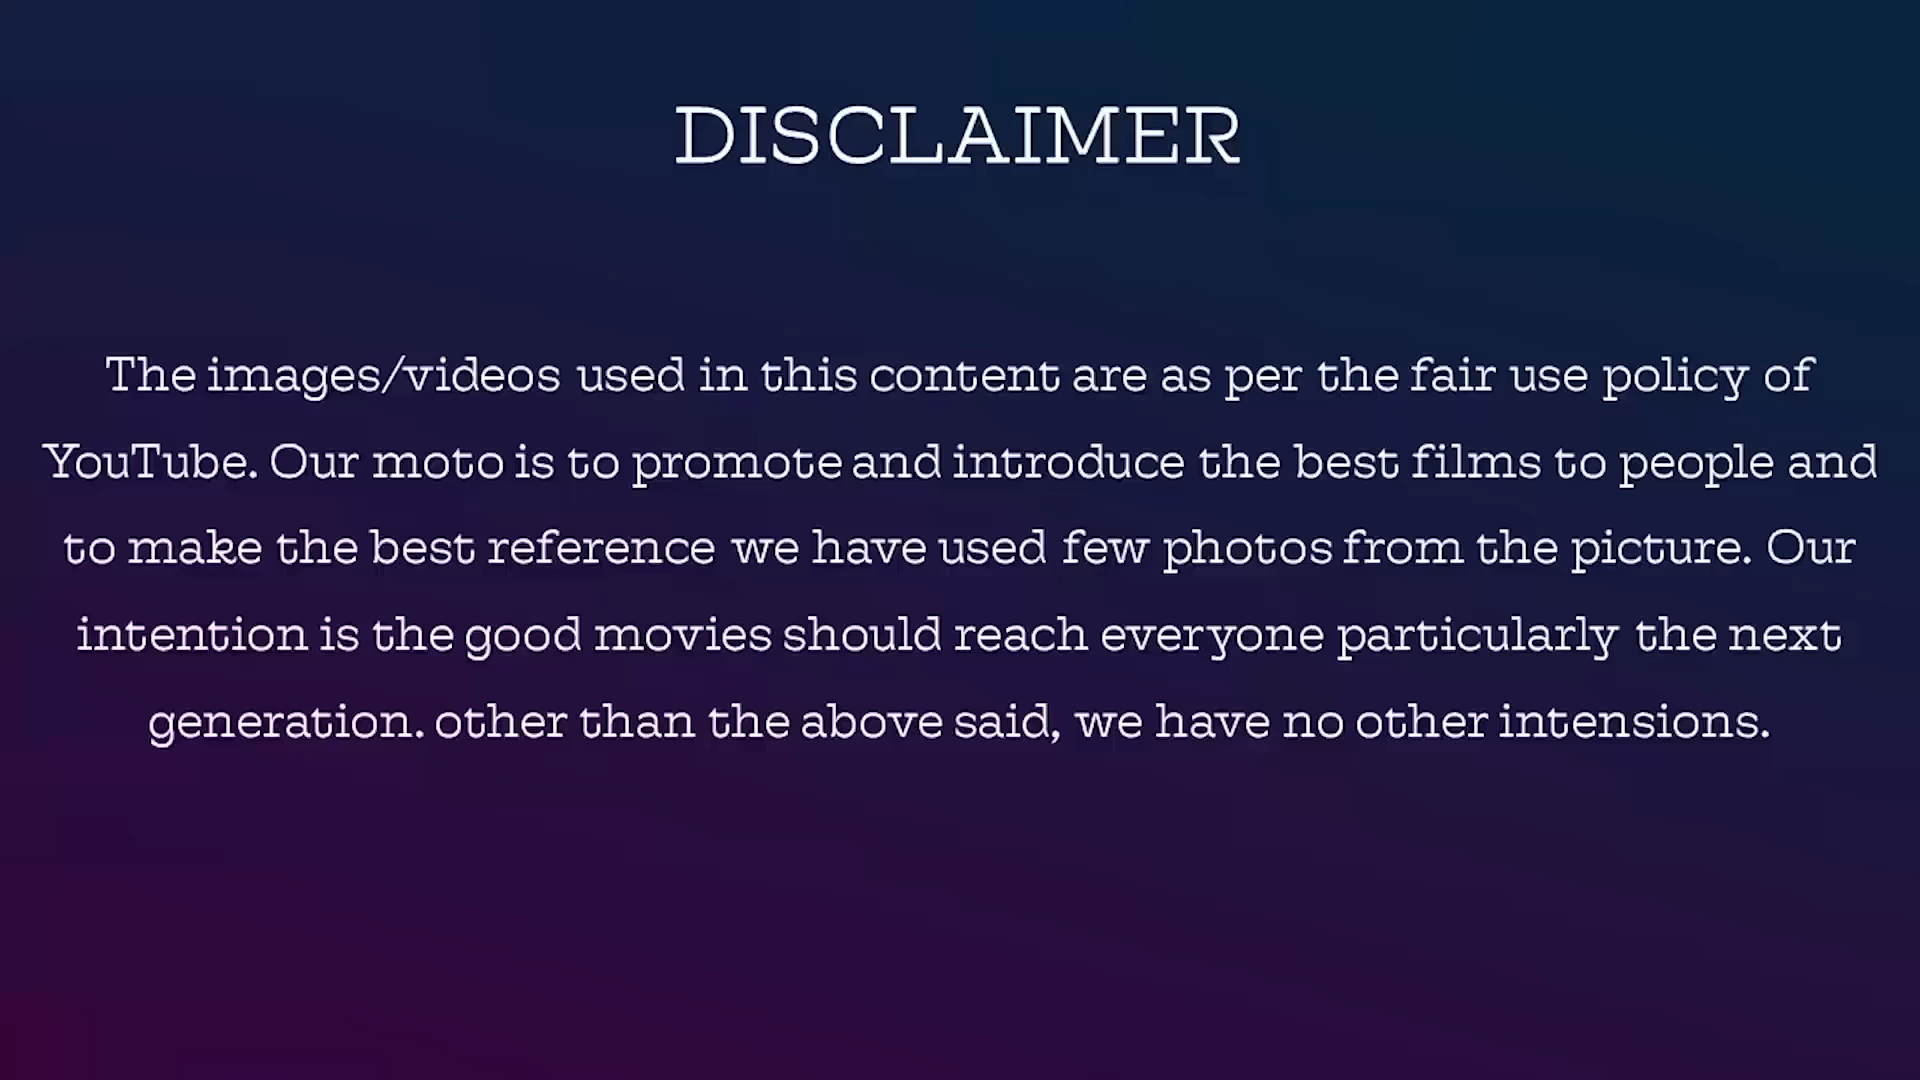 DISCLAIMER
The images/videos used in this content are as per the fair use policy of
YouTube. Our moto is to promote and introduce the best films to people and
to make the best reference we have used few photos from the picture. Our
intention is the good movies should reach everyone particularly the next
generation. other than the above said, we have no other intensions.